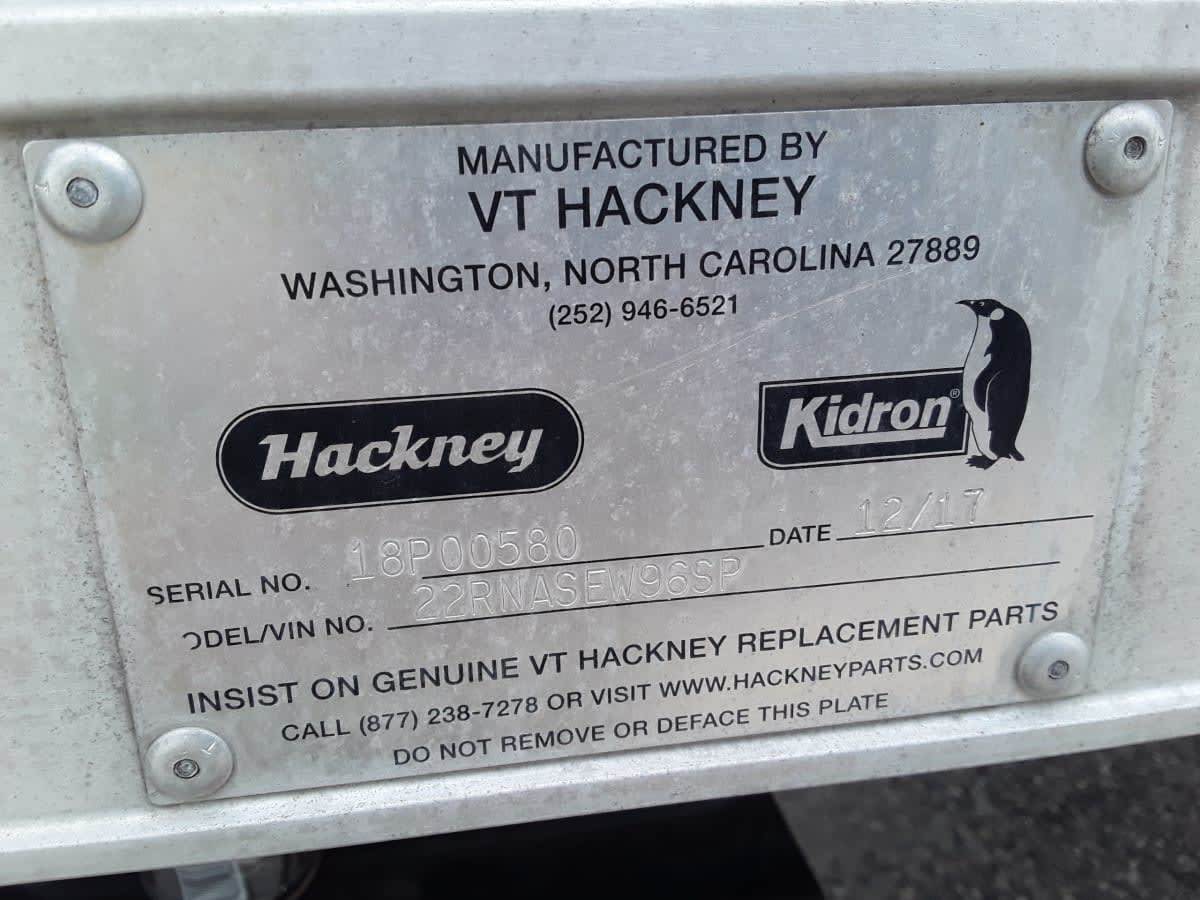 MANUFACTURED BY
VT HACKNEY
WASHINGTON, NORTH CAROLINA 27889
(252) 946-6521
Hackney
Kidron®
SERIAL NO. 18P00580 DATE 12/17
ODEL/VIN NO. 22RNASEW96SP
INSIST ON GENUINE VT HACKNEY REPLACEMENT PARTS
CALL (877) 238-7278 OR VISIT WWW.HACKNEYPARTS.COM
DO NOT REMOVE OR DEFACE THIS PLATE